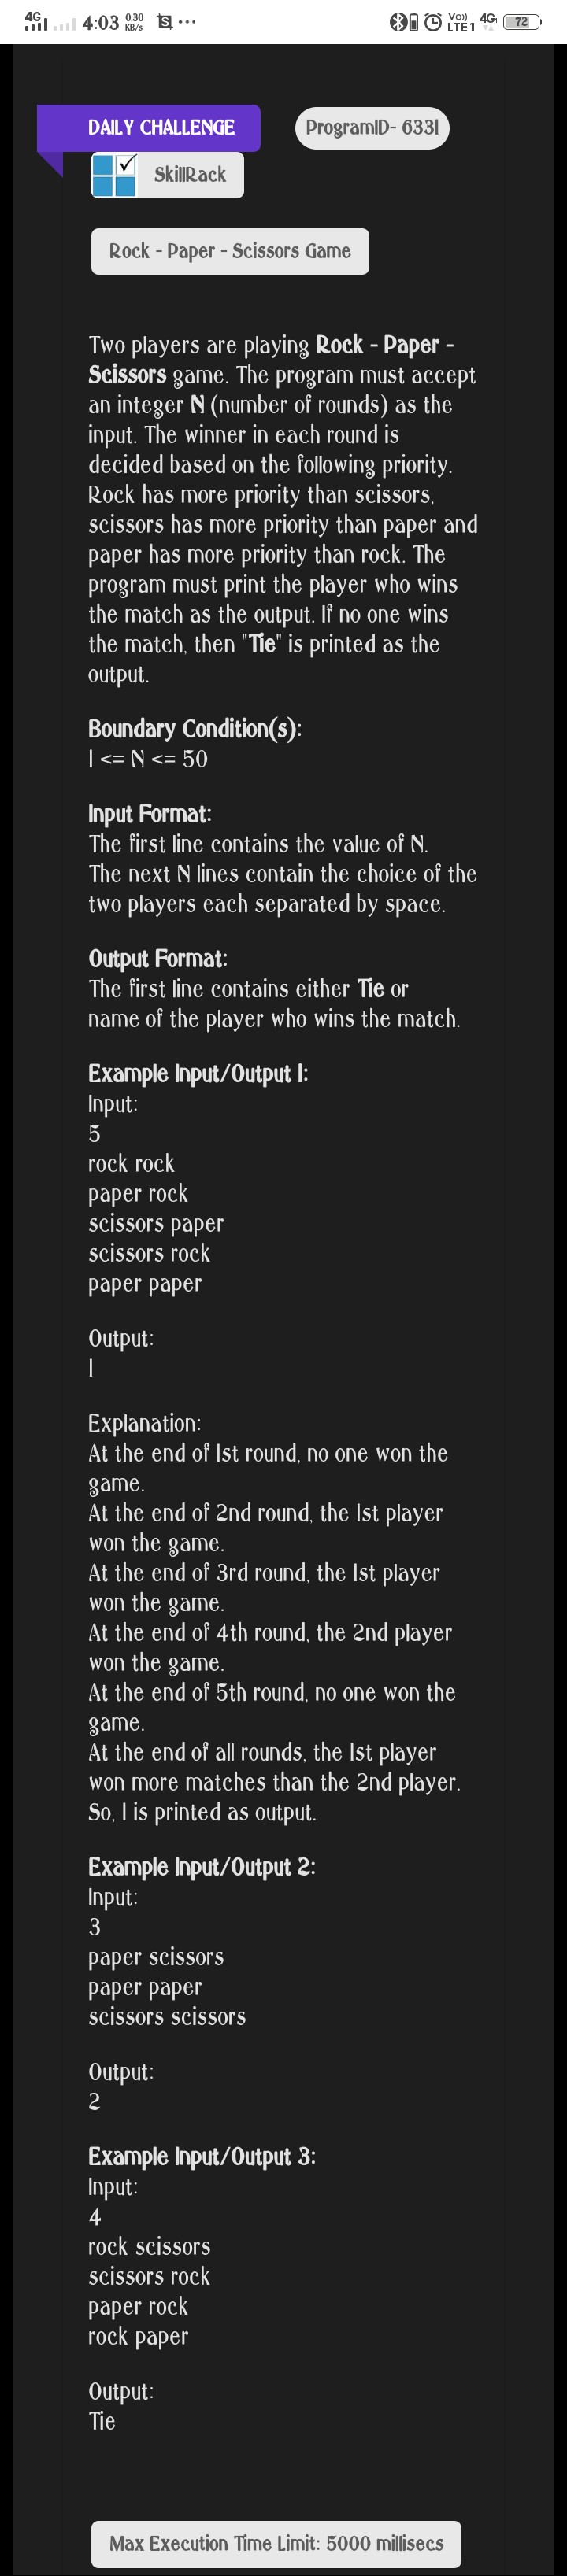 4G 4:03 0.30 KB/s S ... Vo)) LTE1 4G 72
DAILY CHALLENGE ProgramID- 6331
SkillRack
Rock - Paper - Scissors Game
Two players are playing Rock - Paper -
Scissors game. The program must accept
an integer N (number of rounds) as the
input. The winner in each round is
decided based on the following priority.
Rock has more priority than scissors,
scissors has more priority than paper and
paper has more priority than rock. The
program must print the player who wins
the match as the output. If no one wins
the match, then "Tie" is printed as the
output.
Boundary Condition(s):
1 <= N <= 50
Input Format:
The first line contains the value of N.
The next N lines contain the choice of the
two players each separated by space.
Output Format:
The first line contains either Tie or
name of the player who wins the match.
Example Input/Output 1:
Input:
5
rock rock
paper rock
scissors paper
scissors rock
paper paper
Output:
1
Explanation:
At the end of 1st round, no one won the
game.
At the end of 2nd round, the 1st player
won the game.
At the end of 3rd round, the 1st player
won the game.
At the end of 4th round, the 2nd player
won the game.
At the end of 5th round, no one won the
game.
At the end of all rounds, the 1st player
won more matches than the 2nd player.
So, 1 is printed as output.
Example Input/Output 2:
Input:
3
paper scissors
paper paper
scissors scissors
Output:
2
Example Input/Output 3:
Input:
4
rock scissors
scissors rock
paper rock
rock paper
Output:
Tie
Max Execution Time Limit: 5000 millisecs